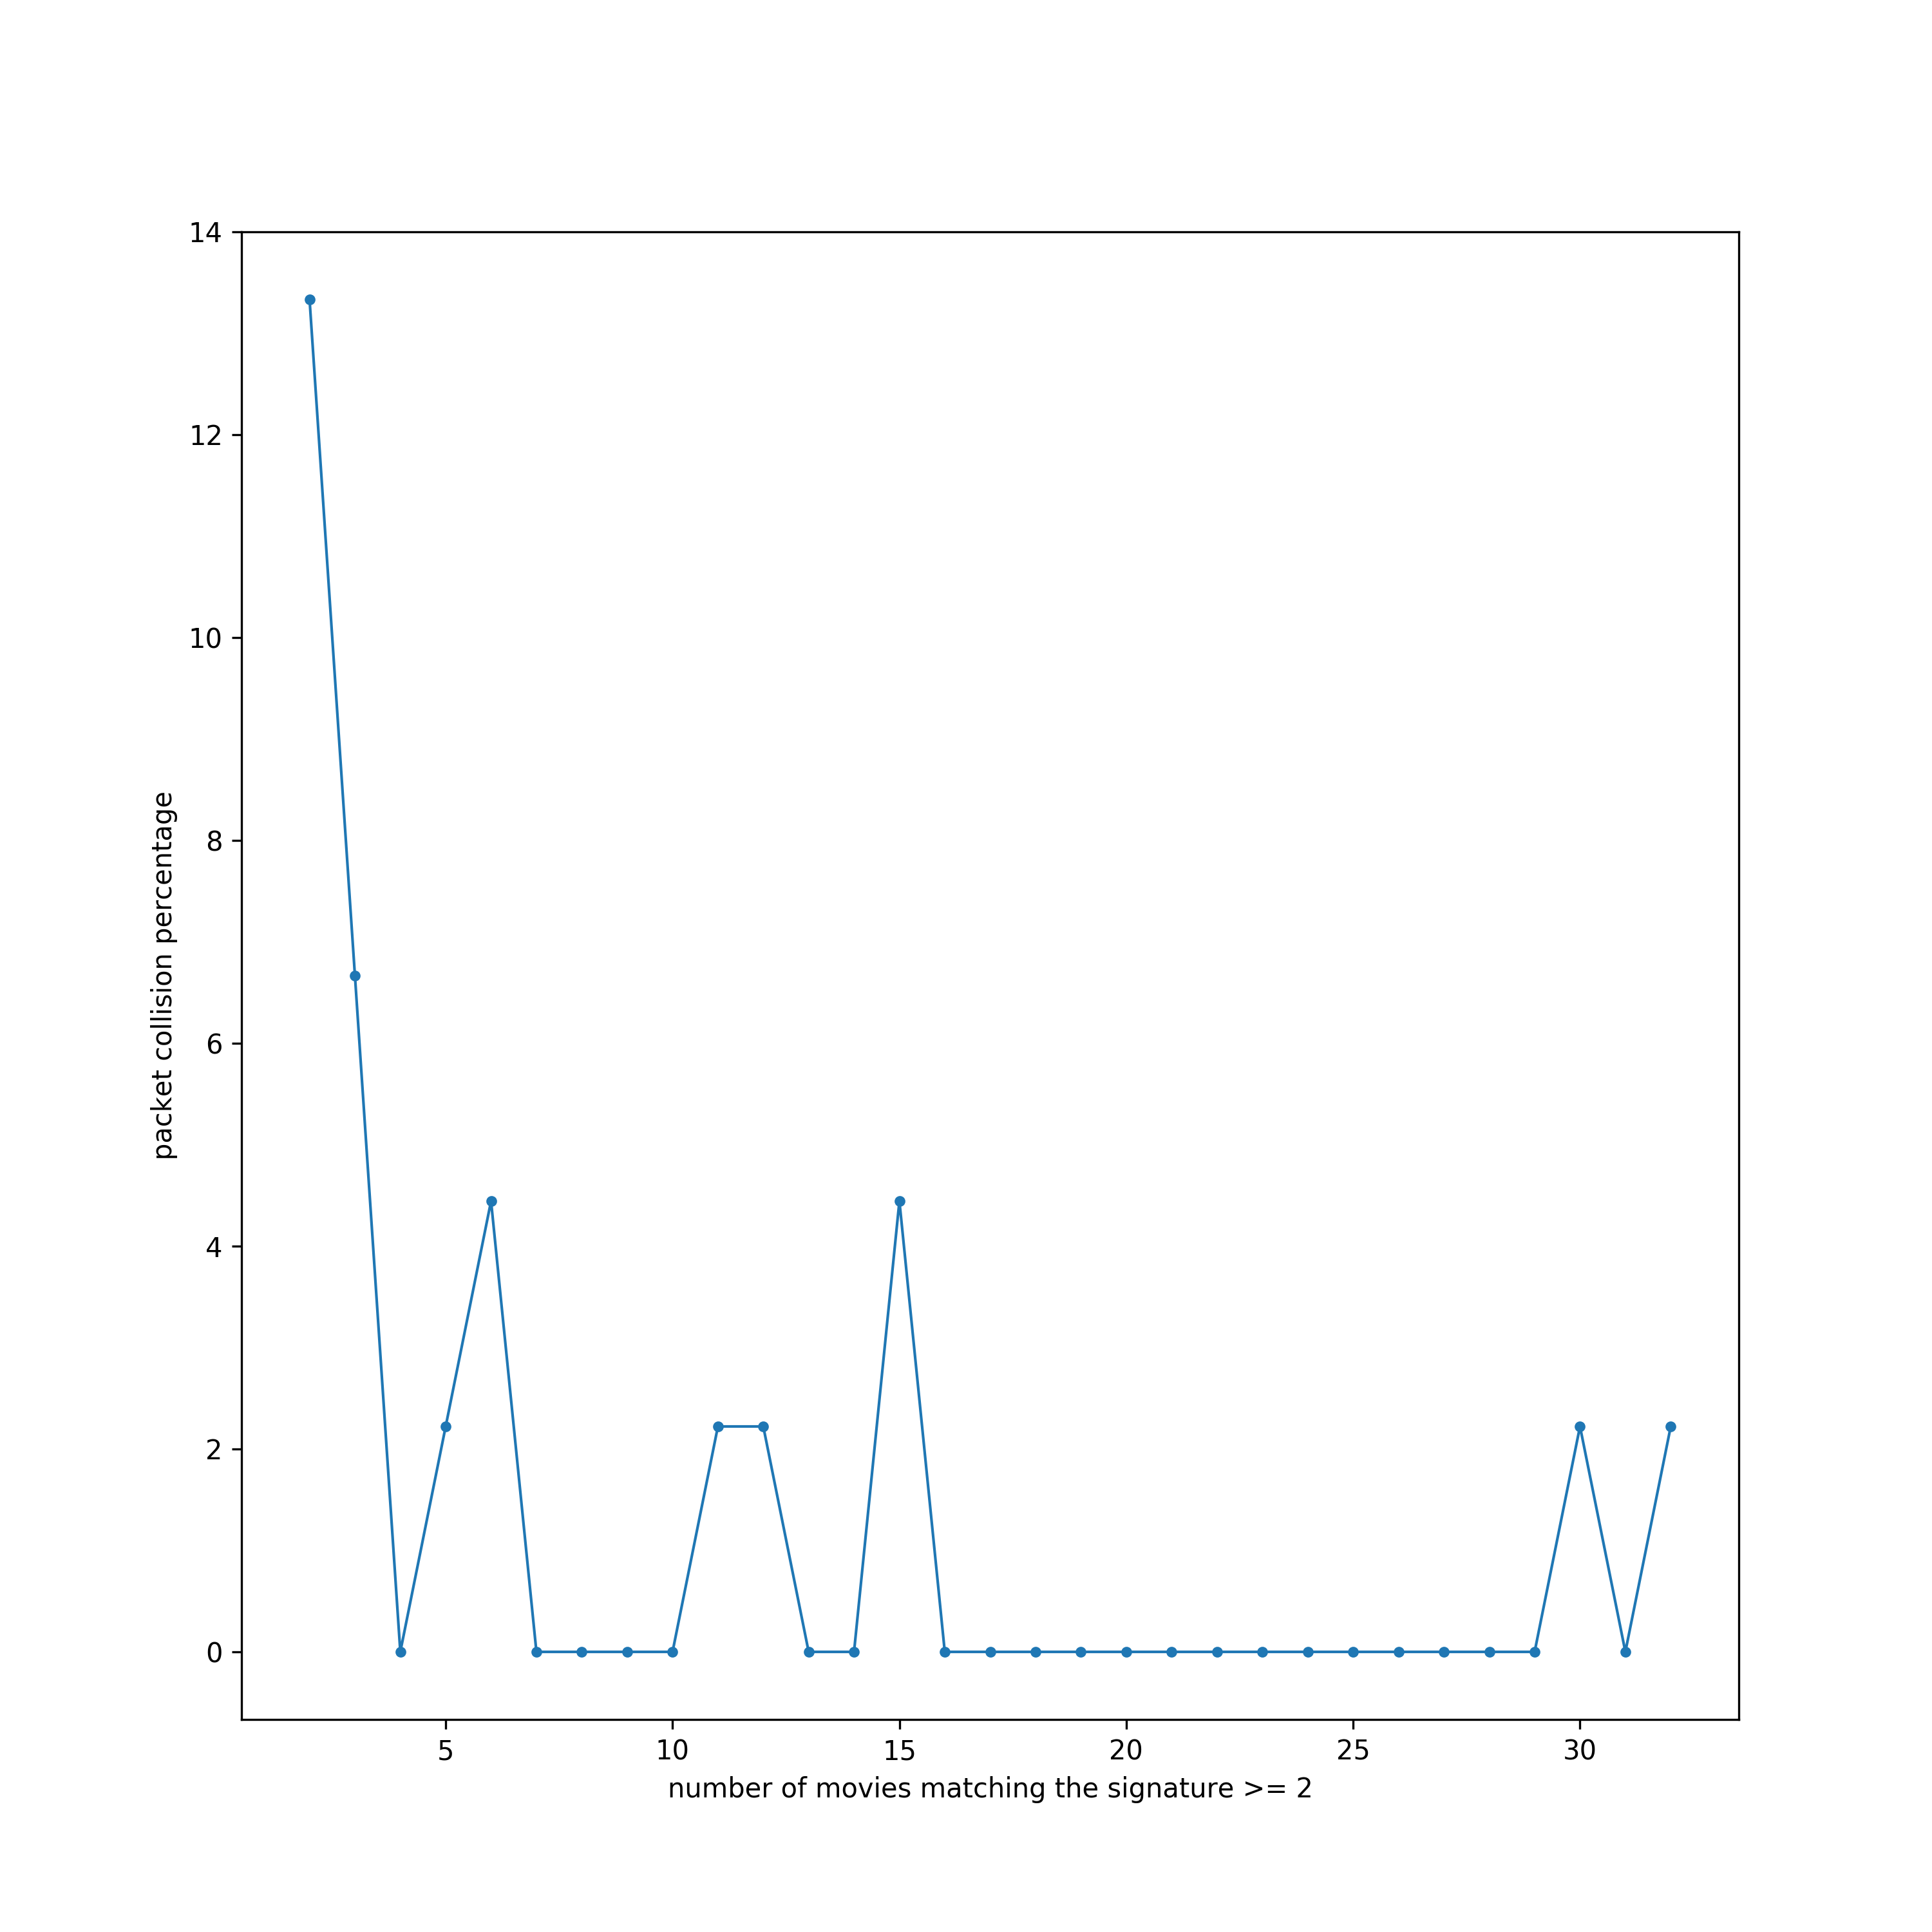 14
12
10
8
6
4
2
0
packet collision percentage
5 10 15 20 25 30
number of movies matching the signature >= 2